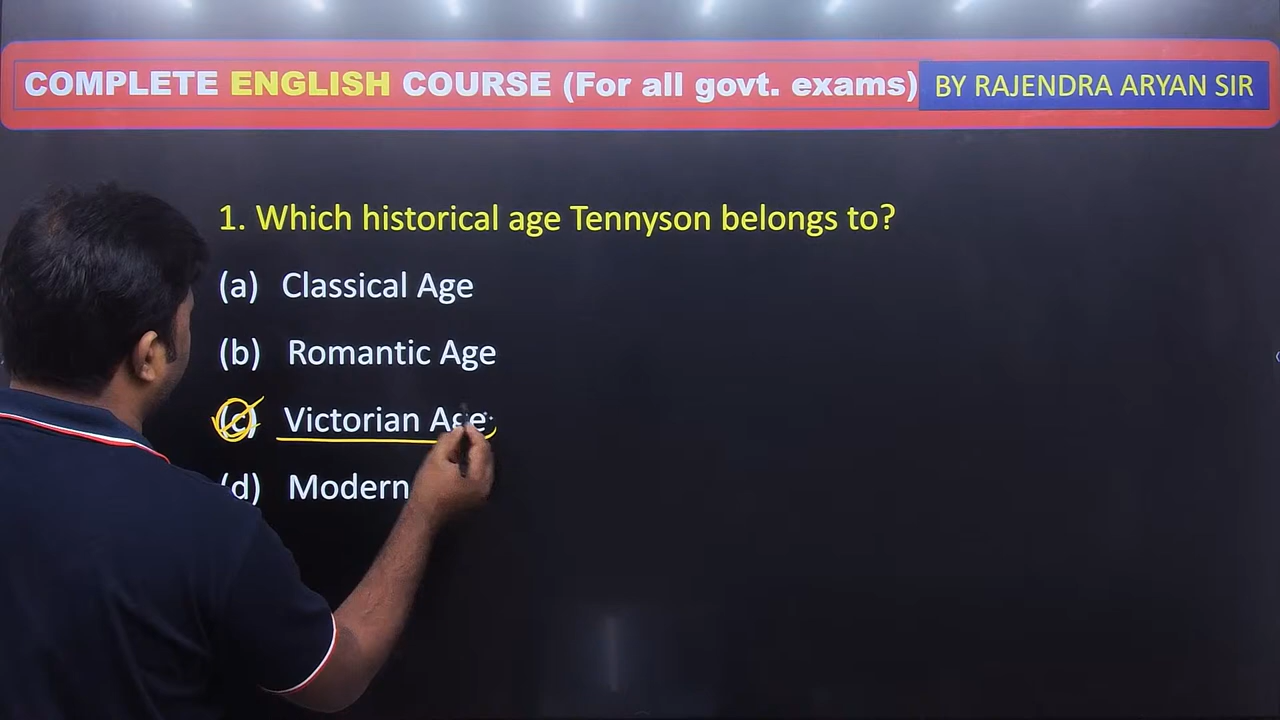 COMPLETE ENGLISH COURSE (For all govt. exams) BY RAJENDRA ARYAN SIR
1. Which historical age Tennyson belongs to?
(a) Classical Age
(b) Romantic Age
(c) Victorian Age
(d) Modern